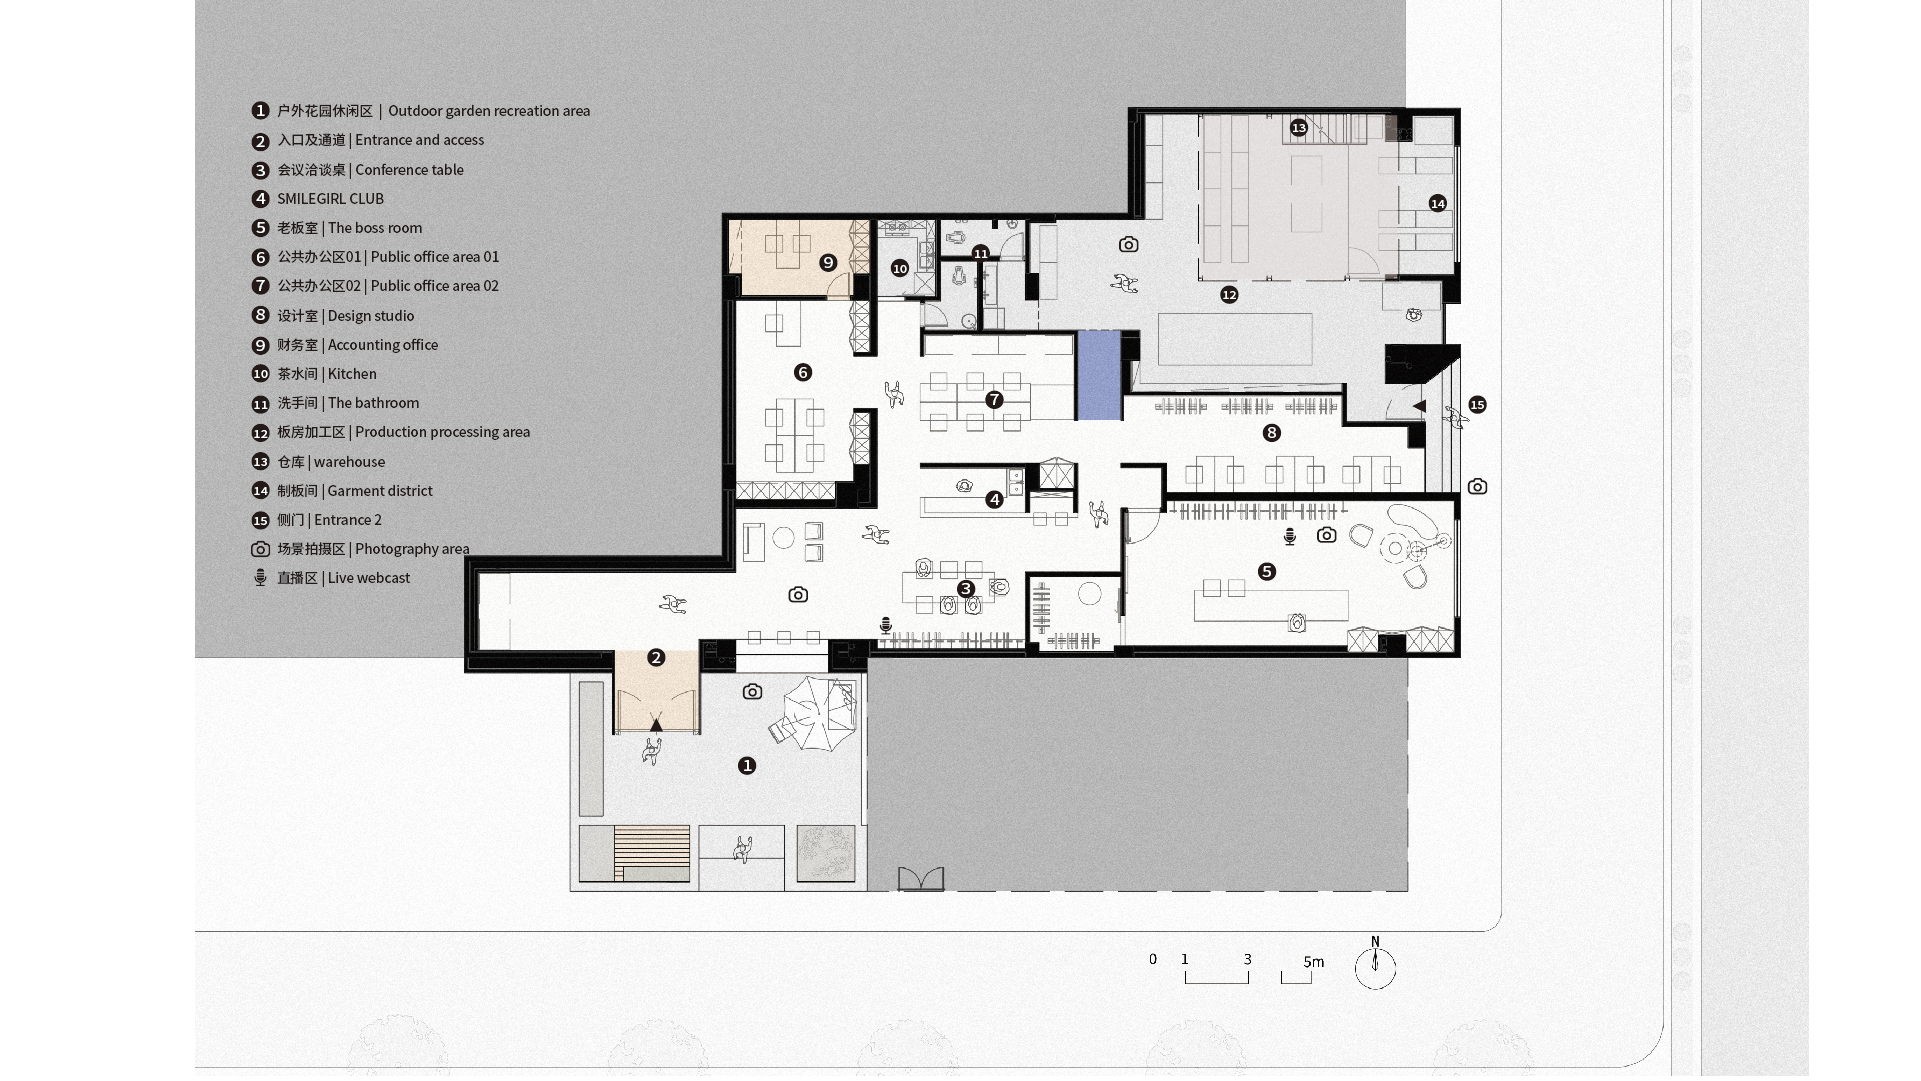 1 户外花园休闲区 | Outdoor garden recreation area
2 入口及通道 | Entrance and access
3 会议洽谈桌 | Conference table
4 SMILEGIRL CLUB
5 老板室 | The boss room
6 公共办公区01 | Public office area 01
7 公共办公区02 | Public office area 02
8 设计室 | Design studio
9 财务室 | Accounting office
10 茶水间 | Kitchen
11 洗手间 | The bathroom
12 板房加工区 | Production processing area
13 仓库 | warehouse
14 制板间 | Garment district
15 侧门 | Entrance 2
场景拍摄区 | Photography area
直播区 | Live webcast
13
14
11
9
10
12
6
7
15
8
4
5
3
2
1
N
0 1 3 5m